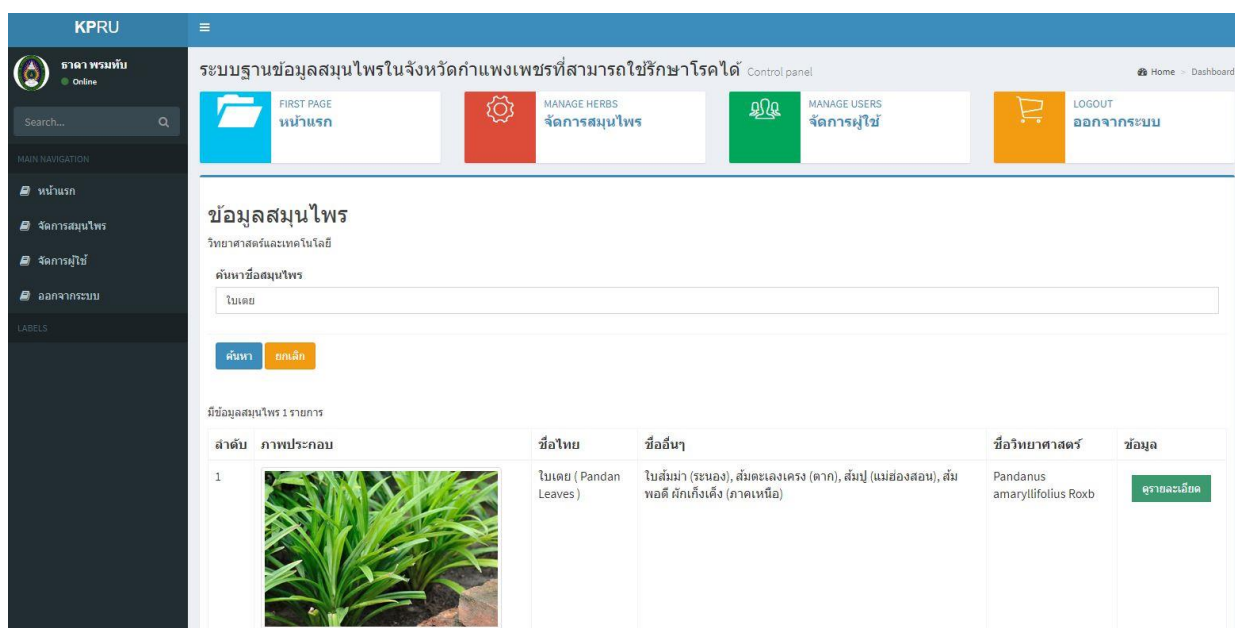 KPRU
ธาดา พรมทับ
Online
Search...
MAIN NAVIGATION
หน้าแรก
จัดการสมุนไพร
จัดการผู้ใช้
ออกจากระบบ
LABELS
ระบบฐานข้อมูลสมุนไพรในจังหวัดกำแพงเพชรที่สามารถใช้รักษาโรคได้ Control panel
Home > Dashboard
FIRST PAGE
หน้าแรก
MANAGE HERBS
จัดการสมุนไพร
MANAGE USERS
จัดการผู้ใช้
LOGOUT
ออกจากระบบ
ข้อมูลสมุนไพร
วิทยาศาสตร์และเทคโนโลยี
ค้นหาชื่อสมุนไพร
ใบเตย
ค้นหา ยกเลิก
มีข้อมูลสมุนไพร 1 รายการ
ลำดับ ภาพประกอบ ชื่อไทย ชื่ออื่นๆ ชื่อวิทยาศาสตร์ ข้อมูล
1
ใบเตย ( Pandan
Leaves )
ใบส้มม่า (ระนอง), ส้มตะเลงเครง (ตาก), ส้มปู (แม่ฮ่องสอน), ส้ม
พอดี ผักเก็งเค็ง (ภาคเหนือ)
Pandanus
amaryllifolius Roxb
ดูรายละเอียด